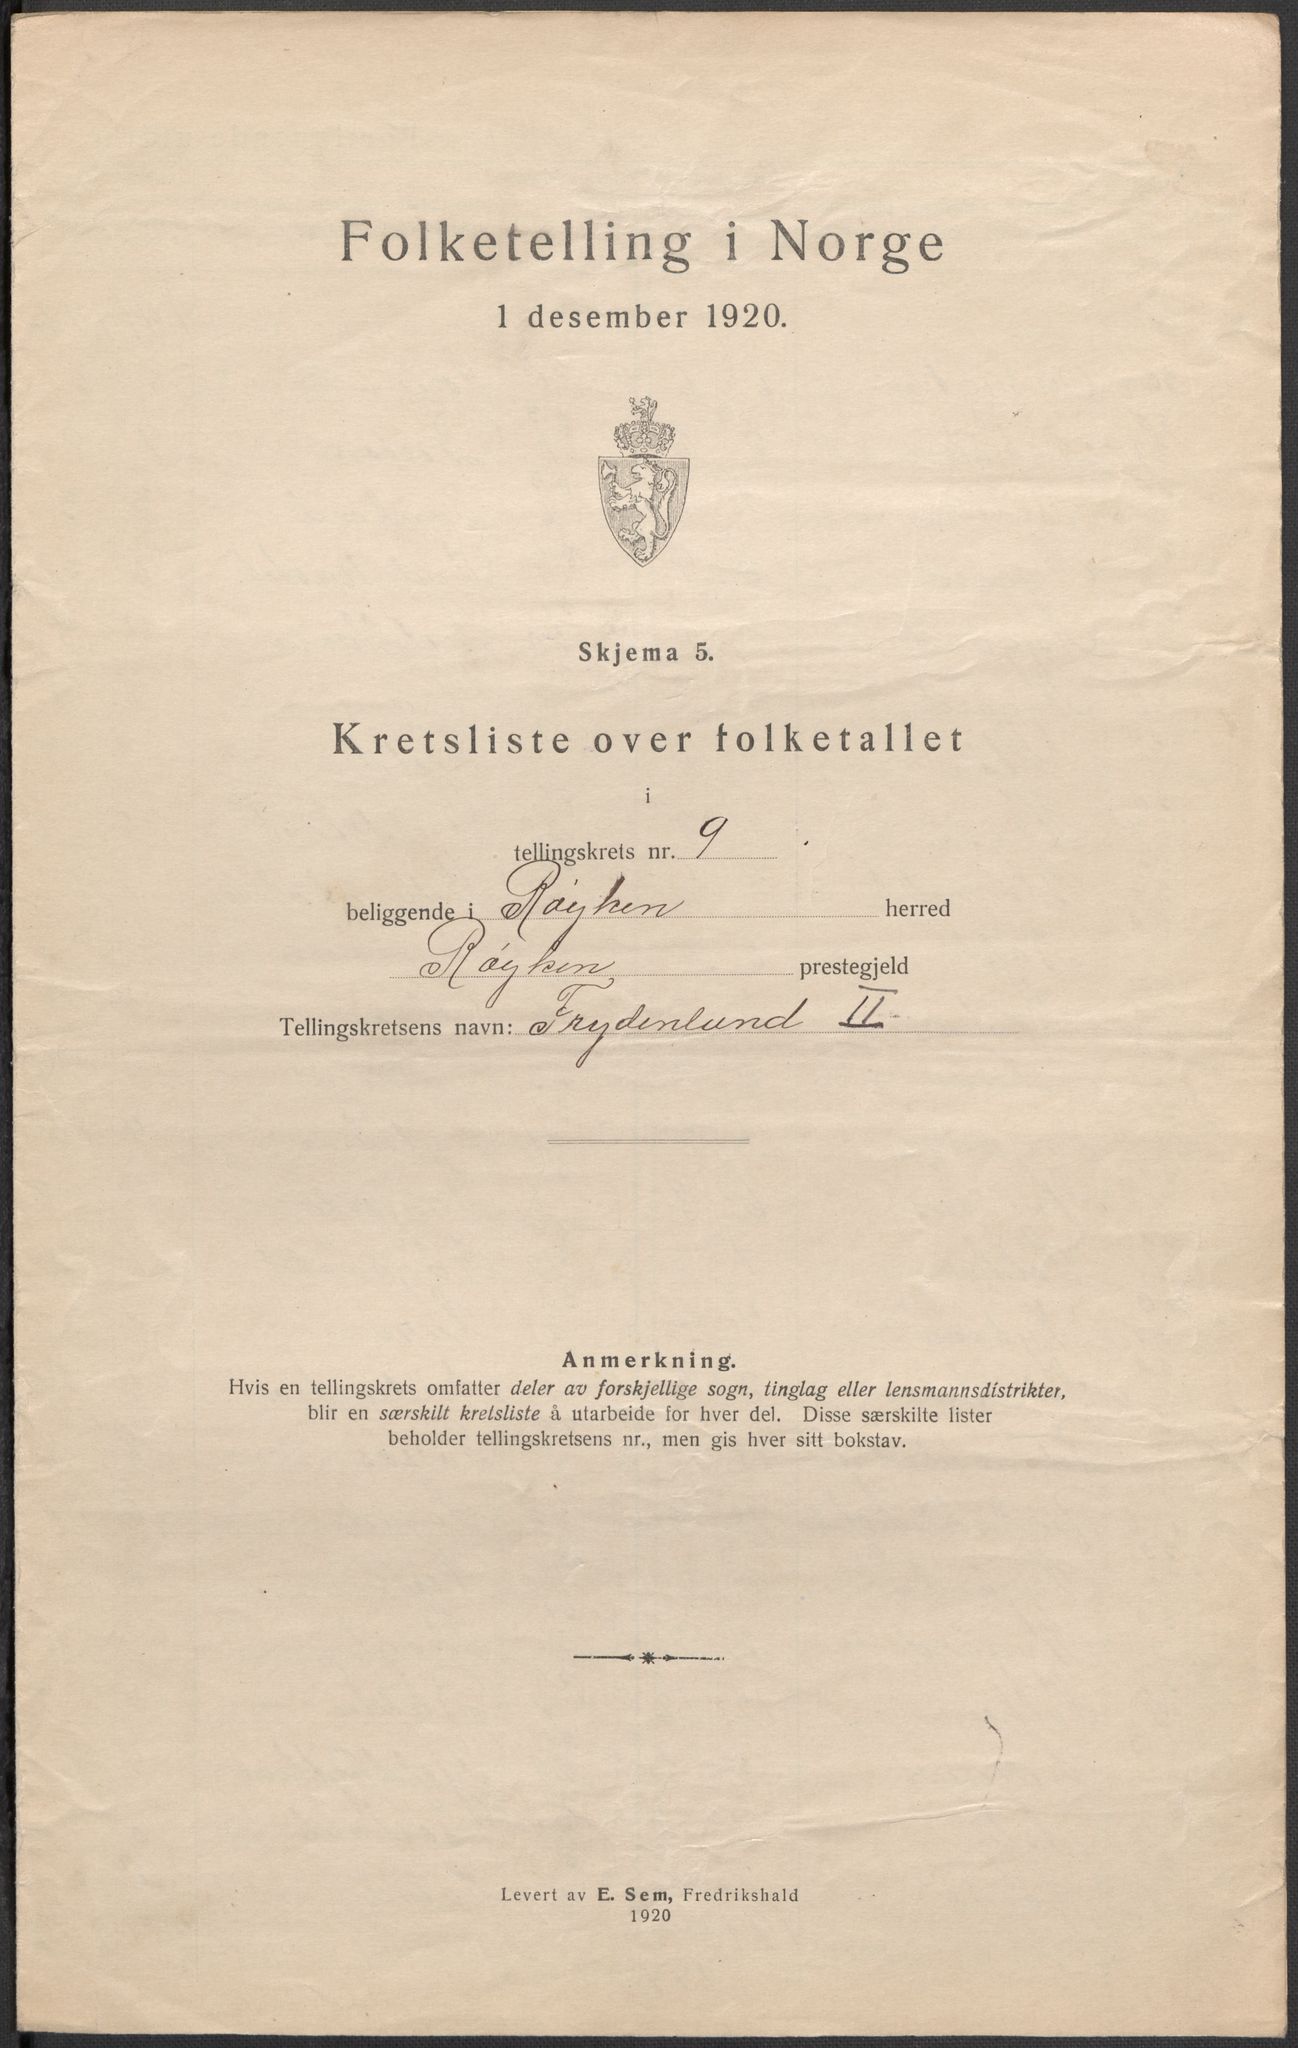 Folketelling i Norge
1 desember 1920.
Skjema 5.
Kretsliste over folketallet
i
tellingskrets nr. 9
beliggende i Røyken herred
Røyken prestegjeld
Tellingskretsens navn: Frydenlund II
Anmerkning.
Hvis en tellingskrets omfatter deler av forskjellige sogn, tinglag eller lensmannsdistrikter,
blir en særskilt kretsliste å utarbeide for hver del. Disse særskilte lister
beholder tellingskretsens nr., men gis hver sitt bokstav.
Levert av E. Sem, Fredrikshald
1920